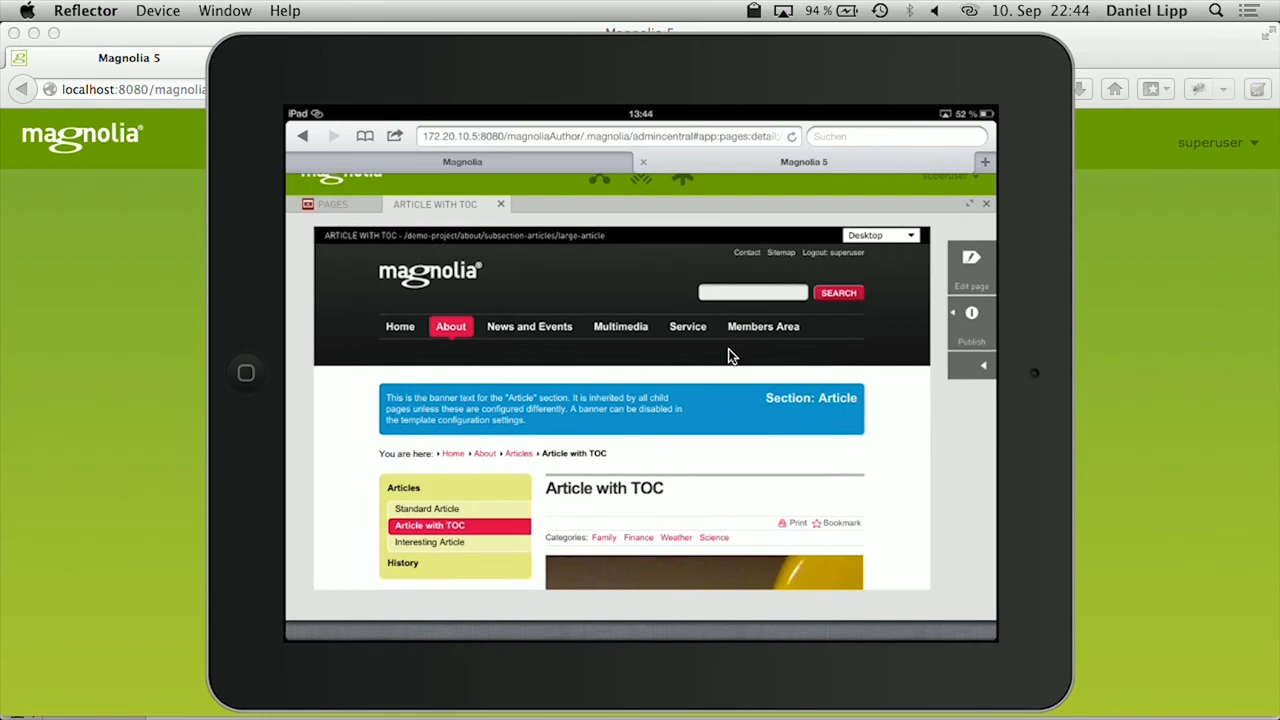 Reflector Device Window Help 94 % 10. Sep 22:44 Daniel Lipp
Magnolia 5
Magnolia 5
localhost:8080/magnolia
magnolia®
superuser
iPad 13:44 52 %
172.20.10.5:8080/magnoliaAuthor/.magnolia/admincentral#app:pages:detail; Suchen
Magnolia Magnolia 5
magnolia superuser
PAGES ARTICLE WITH TOC
ARTICLE WITH TOC - /demo-project/about/subsection-articles/large-article Desktop
Contact Sitemap Logout: superuser
magnolia®
SEARCH
Edit page
Home About News and Events Multimedia Service Members Area
Publish
This is the banner text for the "Article" section. It is inherited by all child
pages unless these are configured differently. A banner can be disabled in
the template configuration settings.
Section: Article
You are here: Home About Articles Article with TOC
Articles
Standard Article
Article with TOC
Interesting Article
History
Article with TOC
Print Bookmark
Categories: Family Finance Weather Science